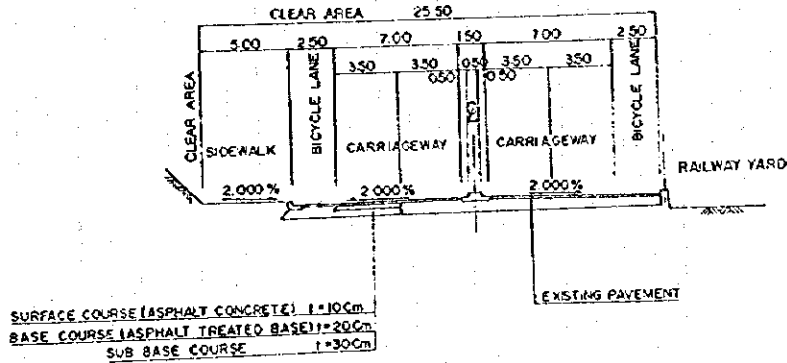 CLEAR AREA 25.50
5.00 2.50 7.00 1.50 7.00 2.50
3.50 3.50 0.50 3.50 3.50
0.50 0.50
CLEAR AREA
SIDEWALK
BICYCLE LANE
CARRIAGEWAY
CARRIAGEWAY
BICYCLE LANE
RAILWAY YARD
2.000% 2.000% 2.000%
SURFACE COURSE (ASPHALT CONCRETE) t=10Cm
BASE COURSE (ASPHALT TREATED BASE) t=20Cm
SUB BASE COURSE t=30Cm
EXISTING PAVEMENT